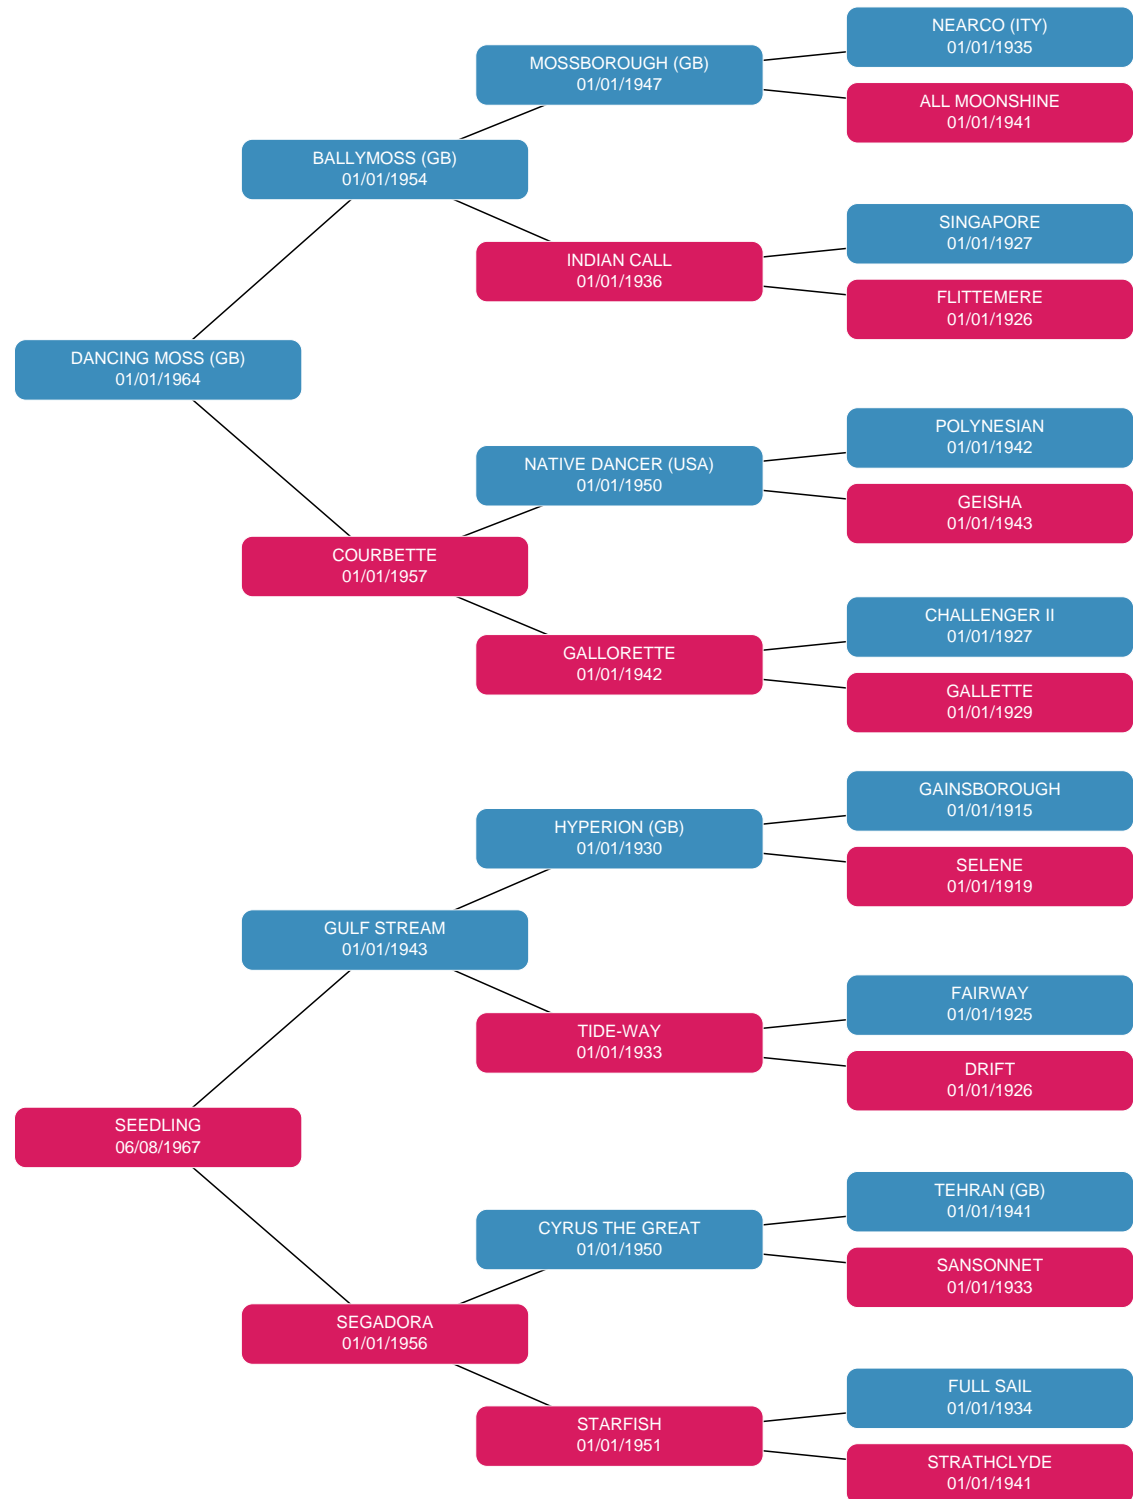 NEARCO (ITY)
01/01/1935
MOSSBOROUGH (GB)
01/01/1947
ALL MOONSHINE
01/01/1941
BALLYMOSS (GB)
01/01/1954
SINGAPORE
01/01/1927
INDIAN CALL
01/01/1936
FLITTEMERE
01/01/1926
DANCING MOSS (GB)
01/01/1964
POLYNESIAN
01/01/1942
NATIVE DANCER (USA)
01/01/1950
GEISHA
01/01/1943
COURBETTE
01/01/1957
CHALLENGER II
01/01/1927
GALLORETTE
01/01/1942
GALLETTE
01/01/1929
GAINSBOROUGH
01/01/1915
HYPERION (GB)
01/01/1930
SELENE
01/01/1919
GULF STREAM
01/01/1943
FAIRWAY
01/01/1925
TIDE-WAY
01/01/1933
DRIFT
01/01/1926
SEEDLING
06/08/1967
TEHRAN (GB)
01/01/1941
CYRUS THE GREAT
01/01/1950
SANSONNET
01/01/1933
SEGADORA
01/01/1956
FULL SAIL
01/01/1934
STARFISH
01/01/1951
STRATHCLYDE
01/01/1941